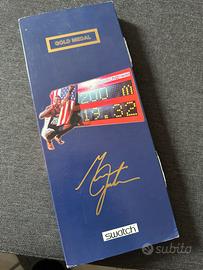 GOLD MEDAL
200 m
19.32
swatch
subito